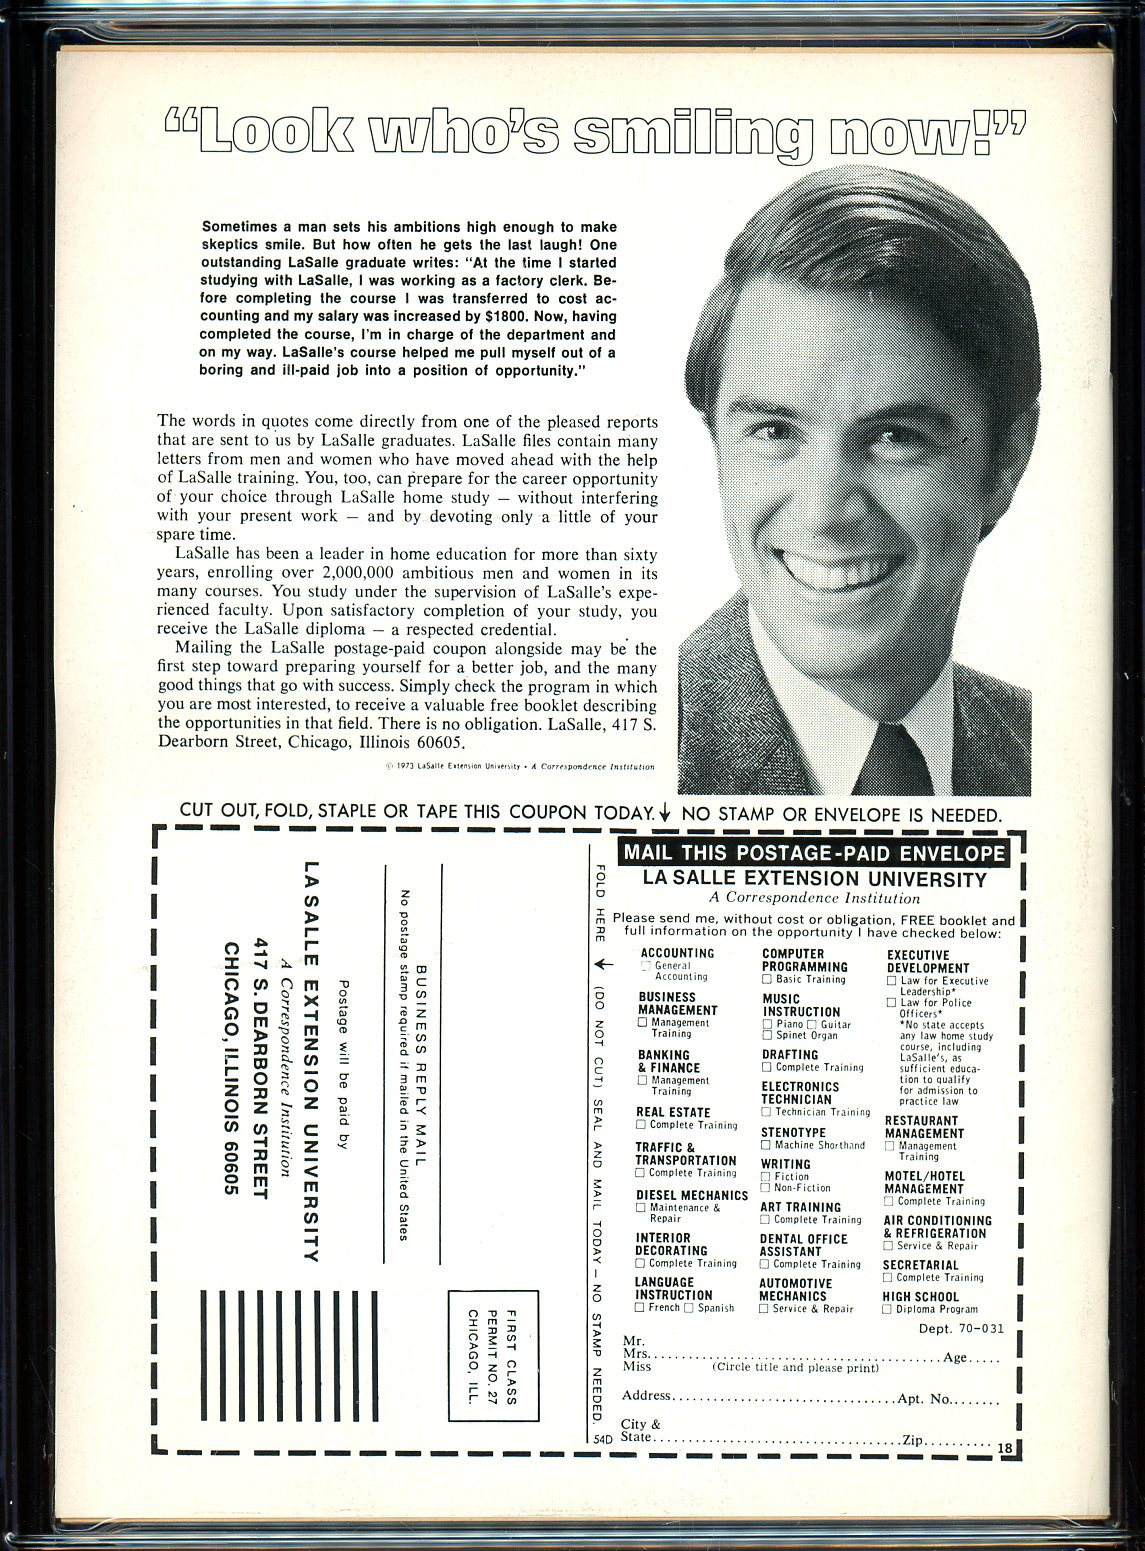 “Look who’s smiling now!”
Sometimes a man sets his ambitions high enough to make
skeptics smile. But how often he gets the last laugh! One
outstanding LaSalle graduate writes: “At the time I started
studying with LaSalle, I was working as a factory clerk. Be-
fore completing the course I was transferred to cost ac-
counting and my salary was increased by $1800. Now, having
completed the course, I’m in charge of the department and
on my way. LaSalle’s course helped me pull myself out of a
boring and ill-paid job into a position of opportunity.”
The words in quotes come directly from one of the pleased reports
that are sent to us by LaSalle graduates. LaSalle files contain many
letters from men and women who have moved ahead with the help
of LaSalle training. You, too, can prepare for the career opportunity
of your choice through LaSalle home study — without interfering
with your present work — and by devoting only a little of your
spare time.
LaSalle has been a leader in home education for more than sixty
years, enrolling over 2,000,000 ambitious men and women in its
many courses. You study under the supervision of LaSalle’s expe-
rienced faculty. Upon satisfactory completion of your study, you
receive the LaSalle diploma — a respected credential.
Mailing the LaSalle postage-paid coupon alongside may be the
first step toward preparing yourself for a better job, and the many
good things that go with success. Simply check the program in which
you are most interested, to receive a valuable free booklet describing
the opportunities in that field. There is no obligation. LaSalle, 417 S.
Dearborn Street, Chicago, Illinois 60605.
© 1973 LaSalle Extension University • A Correspondence Institution
CUT OUT, FOLD, STAPLE OR TAPE THIS COUPON TODAY.↓ NO STAMP OR ENVELOPE IS NEEDED.
FIRST CLASS
PERMIT NO. 27
CHICAGO, ILL.
BUSINESS REPLY MAIL
No postage stamp required if mailed in the United States
Postage will be paid by
LASALLE EXTENSION UNIVERSITY
A Correspondence Institution
417 S. DEARBORN STREET
CHICAGO, ILLINOIS 60605
FOLD HERE ← (DO NOT CUT) SEAL AND MAIL TODAY — NO STAMP NEEDED.
54D
MAIL THIS POSTAGE-PAID ENVELOPE
LA SALLE EXTENSION UNIVERSITY
A Correspondence Institution
Please send me, without cost or obligation, FREE booklet and
full information on the opportunity I have checked below:
ACCOUNTING
☐ General
Accounting
BUSINESS
MANAGEMENT
☐ Management
Training
BANKING
& FINANCE
☐ Management
Training
REAL ESTATE
☐ Complete Training
TRAFFIC &
TRANSPORTATION
☐ Complete Training
DIESEL MECHANICS
☐ Maintenance &
Repair
INTERIOR
DECORATING
☐ Complete Training
LANGUAGE
INSTRUCTION
☐ French ☐ Spanish
COMPUTER
PROGRAMMING
☐ Basic Training
MUSIC
INSTRUCTION
☐ Piano ☐ Guitar
☐ Spinet Organ
DRAFTING
☐ Complete Training
ELECTRONICS
TECHNICIAN
☐ Technician Training
STENOTYPE
☐ Machine Shorthand
WRITING
☐ Fiction
☐ Non-Fiction
ART TRAINING
☐ Complete Training
DENTAL OFFICE
ASSISTANT
☐ Complete Training
AUTOMOTIVE
MECHANICS
☐ Service & Repair
EXECUTIVE
DEVELOPMENT
☐ Law for Executive
Leadership*
☐ Law for Police
Officers*
*No state accepts
any law home study
course, including
LaSalle’s, as
sufficient educa-
tion to qualify
for admission to
practice law
RESTAURANT
MANAGEMENT
☐ Management
Training
MOTEL/HOTEL
MANAGEMENT
☐ Complete Training
AIR CONDITIONING
& REFRIGERATION
☐ Service & Repair
SECRETARIAL
☐ Complete Training
HIGH SCHOOL
☐ Diploma Program
Dept. 70-031
Mr.
Mrs. Age
Miss (Circle title and please print)
Address Apt. No.
City &
State Zip
18